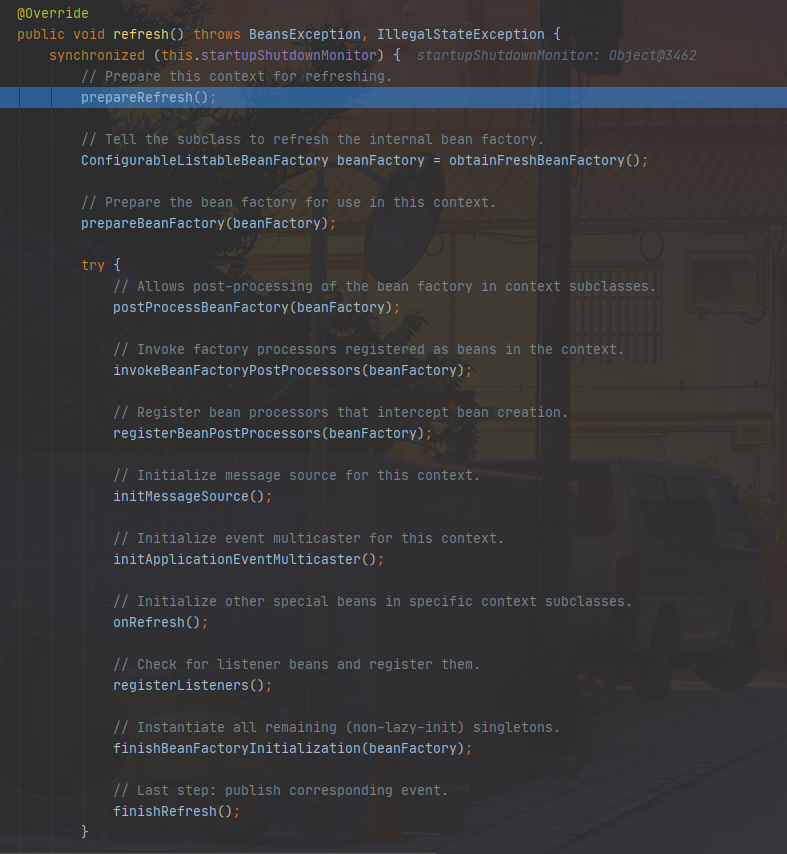 @Override
public void refresh() throws BeansException, IllegalStateException {
synchronized (this.startupShutdownMonitor) {  startupShutdownMonitor: Object@3462
// Prepare this context for refreshing.
prepareRefresh();
// Tell the subclass to refresh the internal bean factory.
ConfigurableListableBeanFactory beanFactory = obtainFreshBeanFactory();
// Prepare the bean factory for use in this context.
prepareBeanFactory(beanFactory);
try {
// Allows post-processing of the bean factory in context subclasses.
postProcessBeanFactory(beanFactory);
// Invoke factory processors registered as beans in the context.
invokeBeanFactoryPostProcessors(beanFactory);
// Register bean processors that intercept bean creation.
registerBeanPostProcessors(beanFactory);
// Initialize message source for this context.
initMessageSource();
// Initialize event multicaster for this context.
initApplicationEventMulticaster();
// Initialize other special beans in specific context subclasses.
onRefresh();
// Check for listener beans and register them.
registerListeners();
// Instantiate all remaining (non-lazy-init) singletons.
finishBeanFactoryInitialization(beanFactory);
// Last step: publish corresponding event.
finishRefresh();
}